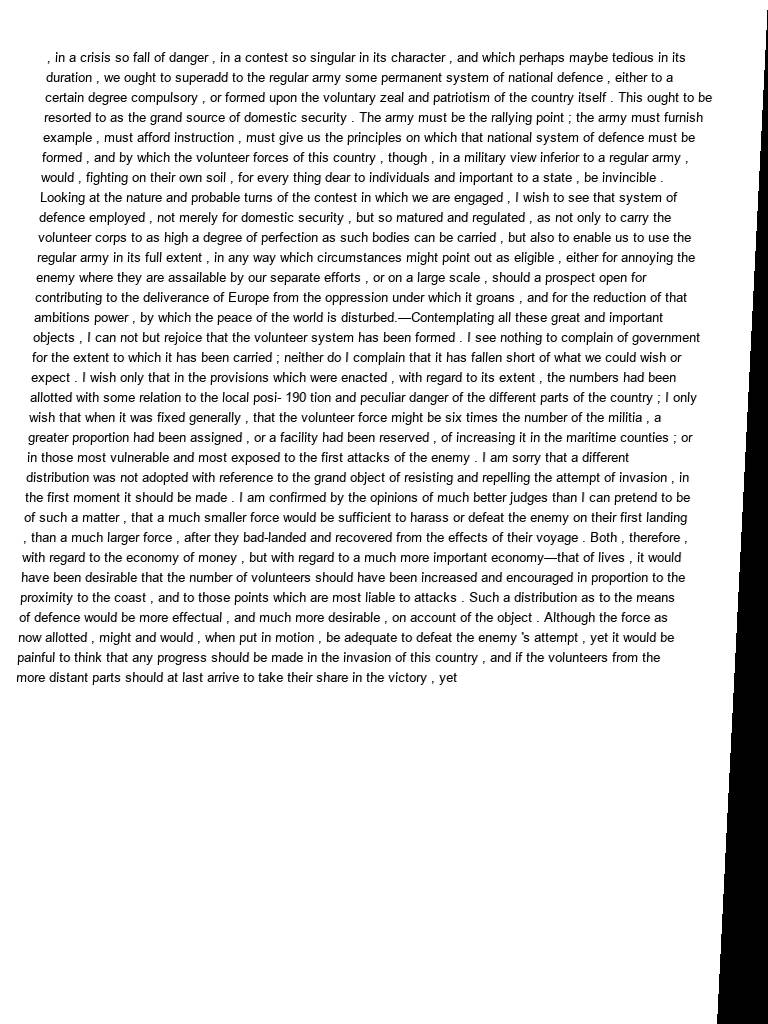 , in a crisis so fall of danger , in a contest so singular in its character , and which perhaps maybe tedious in its
duration , we ought to superadd to the regular army some permanent system of national defence , either to a
certain degree compulsory , or formed upon the voluntary zeal and patriotism of the country itself . This ought to be
resorted to as the grand source of domestic security . The army must be the rallying point ; the army must furnish
example , must afford instruction , must give us the principles on which that national system of defence must be
formed , and by which the volunteer forces of this country , though , in a military view inferior to a regular army ,
would , fighting on their own soil , for every thing dear to individuals and important to a state , be invincible .
Looking at the nature and probable turns of the contest in which we are engaged , I wish to see that system of
defence employed , not merely for domestic security , but so matured and regulated , as not only to carry the
volunteer corps to as high a degree of perfection as such bodies can be carried , but also to enable us to use the
regular army in its full extent , in any way which circumstances might point out as eligible , either for annoying the
enemy where they are assailable by our separate efforts , or on a large scale , should a prospect open for
contributing to the deliverance of Europe from the oppression under which it groans , and for the reduction of that
ambitions power , by which the peace of the world is disturbed.—Contemplating all these great and important
objects , I can not but rejoice that the volunteer system has been formed . I see nothing to complain of government
for the extent to which it has been carried ; neither do I complain that it has fallen short of what we could wish or
expect . I wish only that in the provisions which were enacted , with regard to its extent , the numbers had been
allotted with some relation to the local posi- 190 tion and peculiar danger of the different parts of the country ; I only
wish that when it was fixed generally , that the volunteer force might be six times the number of the militia , a
greater proportion had been assigned , or a facility had been reserved , of increasing it in the maritime counties ; or
in those most vulnerable and most exposed to the first attacks of the enemy . I am sorry that a different
distribution was not adopted with reference to the grand object of resisting and repelling the attempt of invasion , in
the first moment it should be made . I am confirmed by the opinions of much better judges than I can pretend to be
of such a matter , that a much smaller force would be sufficient to harass or defeat the enemy on their first landing
, than a much larger force , after they bad-landed and recovered from the effects of their voyage . Both , therefore ,
with regard to the economy of money , but with regard to a much more important economy—that of lives , it would
have been desirable that the number of volunteers should have been increased and encouraged in proportion to the
proximity to the coast , and to those points which are most liable to attacks . Such a distribution as to the means
of defence would be more effectual , and much more desirable , on account of the object . Although the force as
now allotted , might and would , when put in motion , be adequate to defeat the enemy 's attempt , yet it would be
painful to think that any progress should be made in the invasion of this country , and if the volunteers from the
more distant parts should at last arrive to take their share in the victory , yet